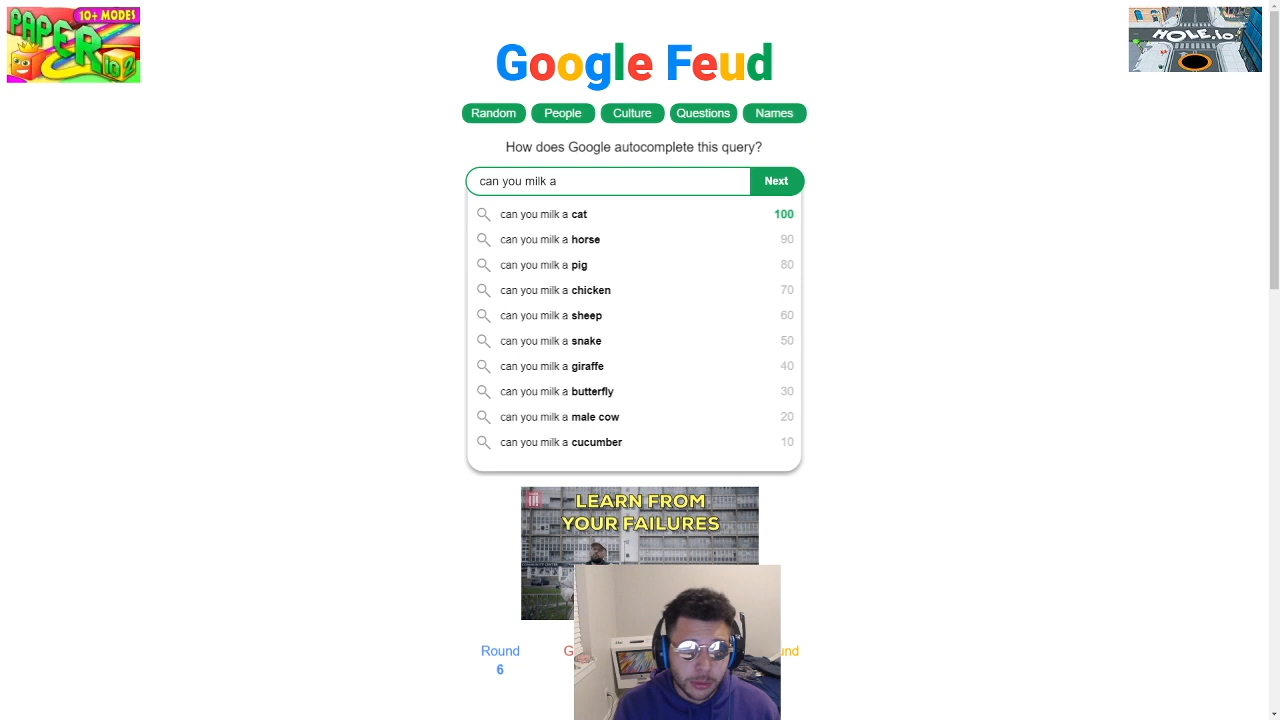 PAPER
.io 2
10+ MODES
HOLE.io
Google Feud
Random People Culture Questions Names
How does Google autocomplete this query?
can you milk a Next
can you milk a cat 100
can you milk a horse 90
can you milk a pig 80
can you milk a chicken 70
can you milk a sheep 60
can you milk a snake 50
can you milk a giraffe 40
can you milk a butterfly 30
can you milk a male cow 20
can you milk a cucumber 10
LEARN FROM
YOUR FAILURES
Round
6